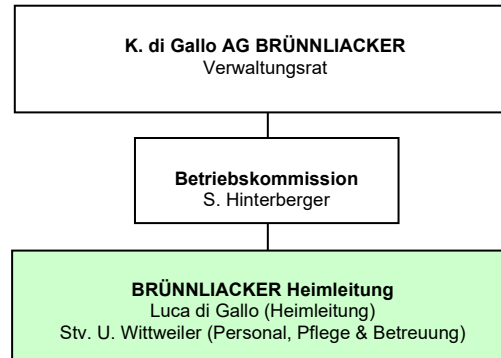 K. di Gallo AG BRÜNNLIACKER
Verwaltungsrat
Betriebskommission
S. Hinterberger
BRÜNNLIACKER Heimleitung
Luca di Gallo (Heimleitung)
Stv. U. Wittweiler (Personal, Pflege & Betreuung)